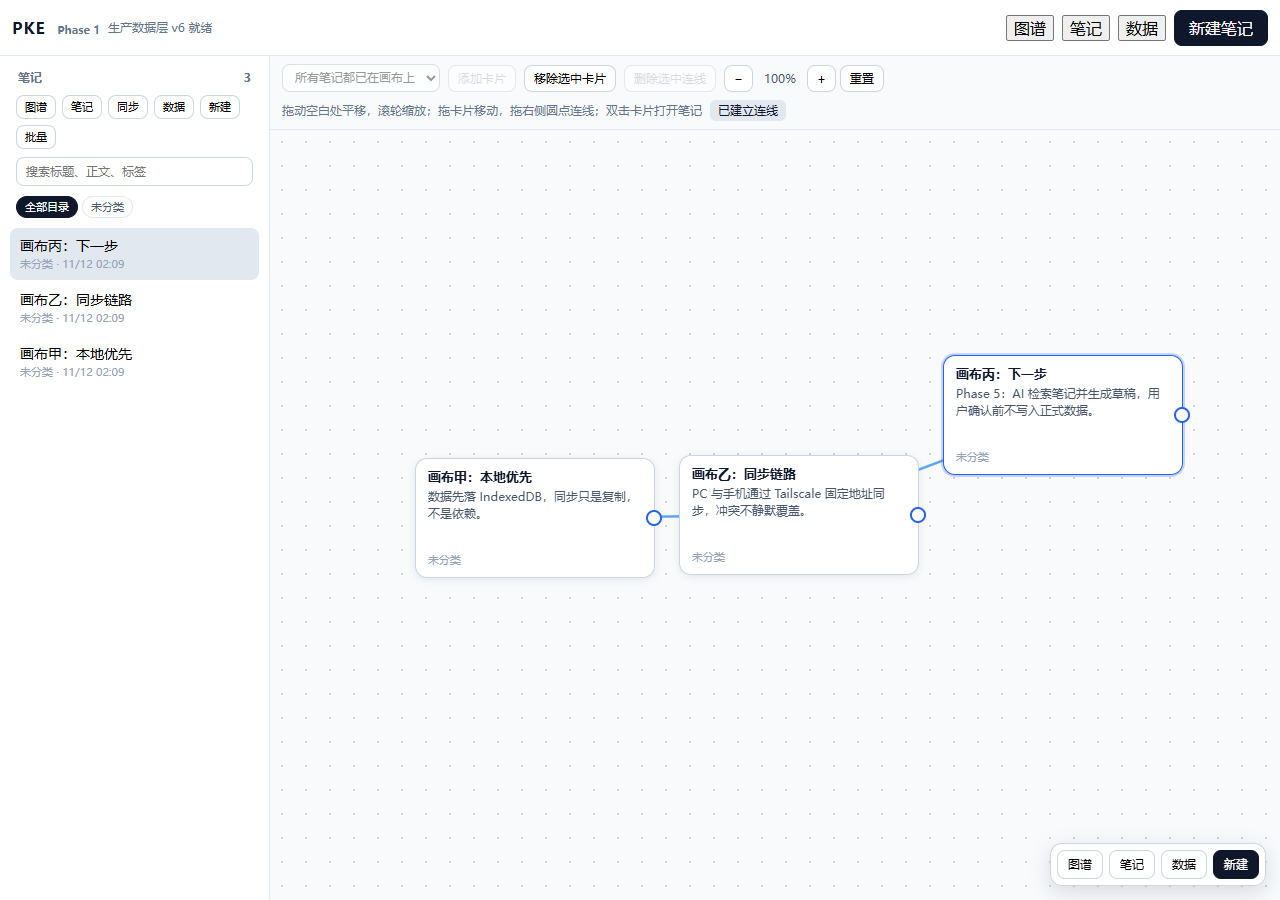 PKE Phase 1 生产数据层 v6 就绪
图谱 笔记 数据 新建笔记
笔记 3
图谱 笔记 同步 数据 新建
批量
搜索标题、正文、标签
全部目录 未分类
画布丙：下一步
未分类 · 11/12 02:09
画布乙：同步链路
未分类 · 11/12 02:09
画布甲：本地优先
未分类 · 11/12 02:09
所有笔记都已在画布上 添加卡片 移除选中卡片 删除选中连线 − 100% + 重置
拖动空白处平移，滚轮缩放；拖卡片移动，拖右侧圆点连线；双击卡片打开笔记 已建立连线
画布甲：本地优先
数据先落 IndexedDB，同步只是复制，
不是依赖。
未分类
画布乙：同步链路
PC 与手机通过 Tailscale 固定地址同
步，冲突不静默覆盖。
未分类
画布丙：下一步
Phase 5：AI 检索笔记并生成草稿，用
户确认前不写入正式数据。
未分类
图谱 笔记 数据 新建